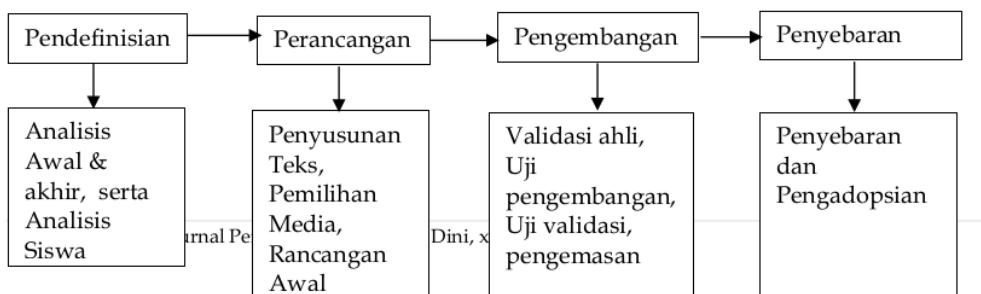 Pendefinisian
Perancangan
Pengembangan
Penyebaran
Analisis
Awal &
akhir, serta
Analisis
Siswa
Penyusunan
Teks,
Pemilihan
Media,
Rancangan
Awal
Validasi ahli,
Uji
pengembangan,
Uji validasi,
pengemasan
Penyebaran
dan
Pengadopsian
Dini, x